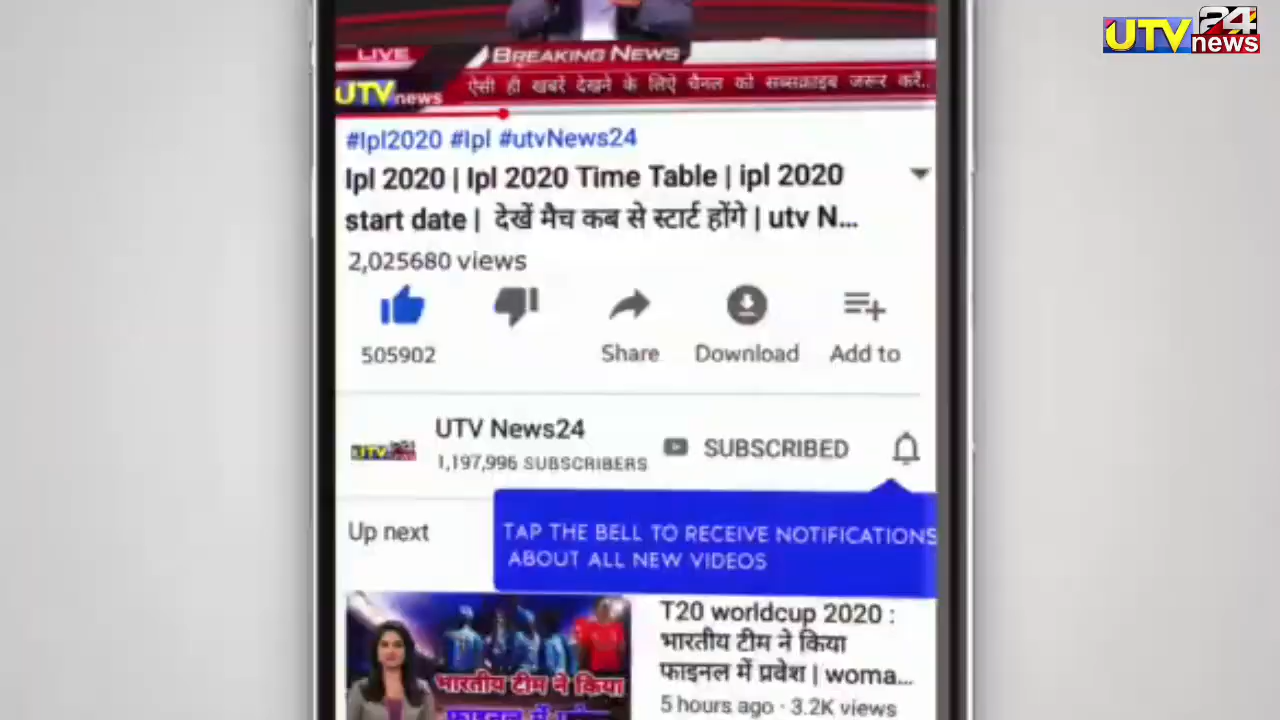 UTV 24 news
LIVE BREAKING NEWS
UTV news ऐसी ही खबरें देखने के लिऐं चैनल को सब्सक्राइब जरूर करें..
#Ipl2020 #Ipl #utvNews24
Ipl 2020 | Ipl 2020 Time Table | ipl 2020
start date | देखें मैच कब से स्टार्ट होंगे | utv N...
2,025680 views
505902 Share Download Add to
UTV News24
1,197,996 SUBSCRIBERS
SUBSCRIBED
TAP THE BELL TO RECEIVE NOTIFICATIONS
ABOUT ALL NEW VIDEOS
Up next
भारतीय टीम ने किया
T20 worldcup 2020 :
भारतीय टीम ने किया
फाइनल में प्रवेश | woma...
5 hours ago · 3.2K views